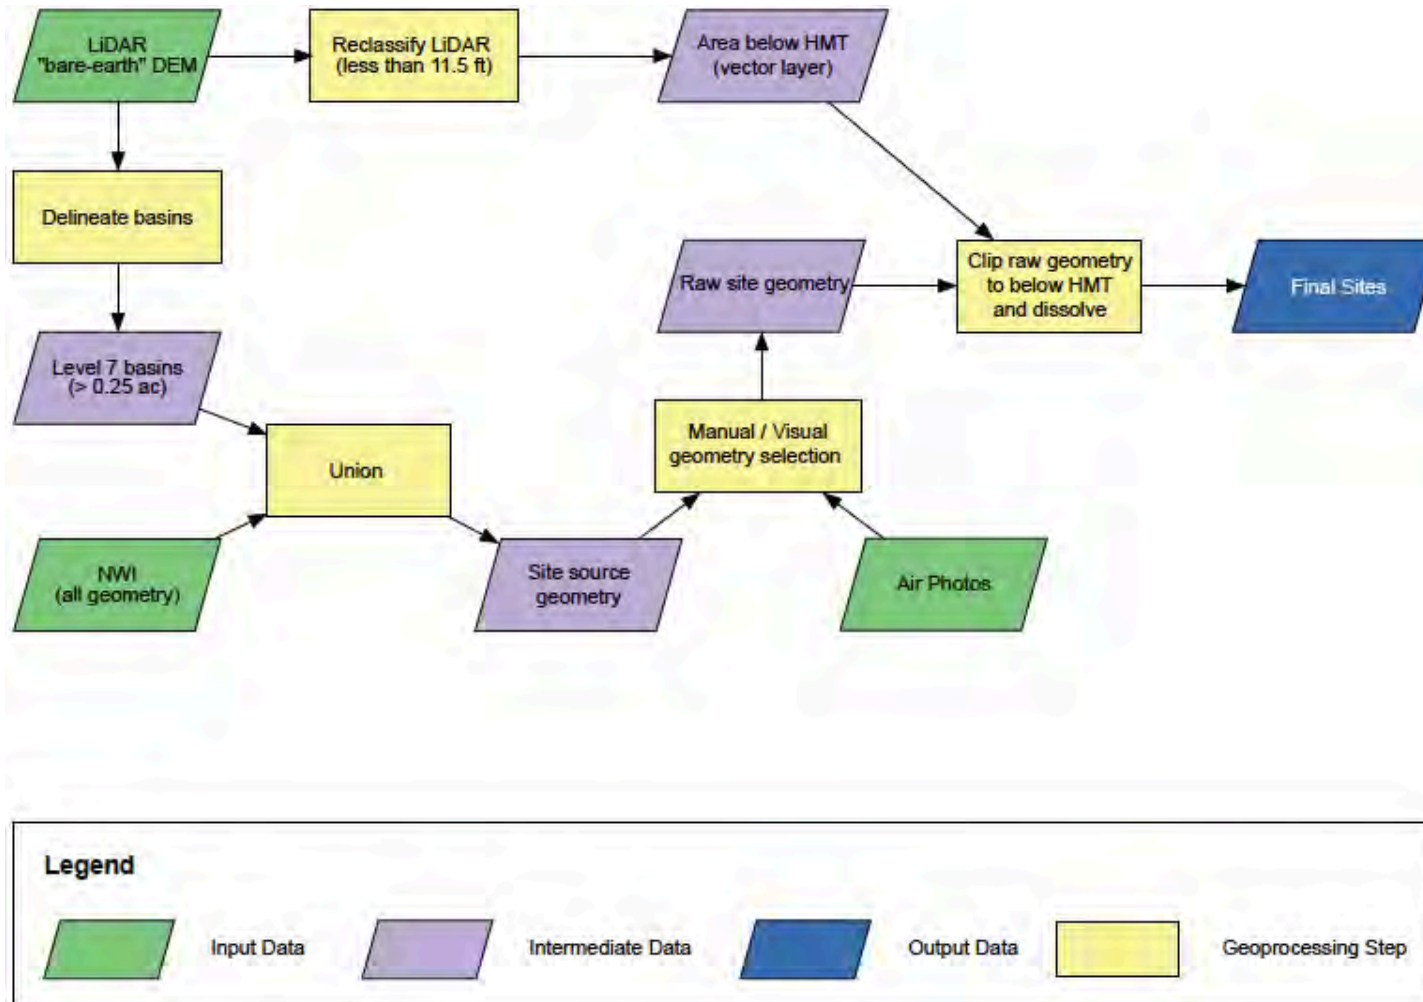 LiDAR
"bare-earth" DEM
Reclassify LiDAR
(less than 11.5 ft)
Area below HMT
(vector layer)
Delineate basins
Raw site geometry
Clip raw geometry
to below HMT
and dissolve
Final Sites
Level 7 basins
(> 0.25 ac)
Union
Manual / Visual
geometry selection
NWI
(all geometry)
Site source
geometry
Air Photos
Legend
Input Data
Intermediate Data
Output Data
Geoprocessing Step